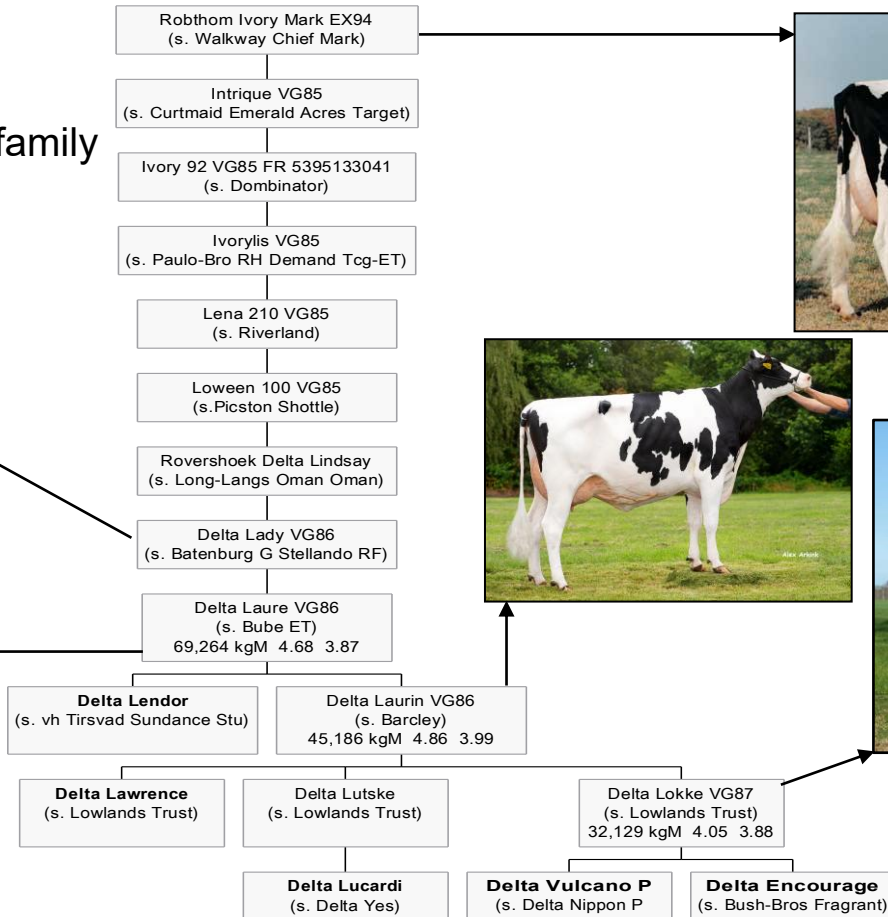 family
Robthom Ivory Mark EX94
(s. Walkway Chief Mark)
Intrique VG85
(s. Curtmaid Emerald Acres Target)
Ivory 92 VG85 FR 5395133041
(s. Dombinator)
Ivorylis VG85
(s. Paulo-Bro RH Demand Tcg-ET)
Lena 210 VG85
(s. Riverland)
Loween 100 VG85
(s.Picston Shottle)
Rovershoek Delta Lindsay
(s. Long-Langs Oman Oman)
Delta Lady VG86
(s. Batenburg G Stellando RF)
Delta Laure VG86
(s. Bube ET)
69,264 kgM 4.68 3.87
Delta Lendor
(s. vh Tirsvad Sundance Stu)
Delta Laurin VG86
(s. Barcley)
45,186 kgM 4.86 3.99
Delta Lawrence
(s. Lowlands Trust)
Delta Lutske
(s. Lowlands Trust)
Delta Lokke VG87
(s. Lowlands Trust)
32,129 kgM 4.05 3.88
Delta Lucardi
(s. Delta Yes)
Delta Vulcano P
(s. Delta Nippon P
Delta Encourage
(s. Bush-Bros Fragrant)
Alex Arkink